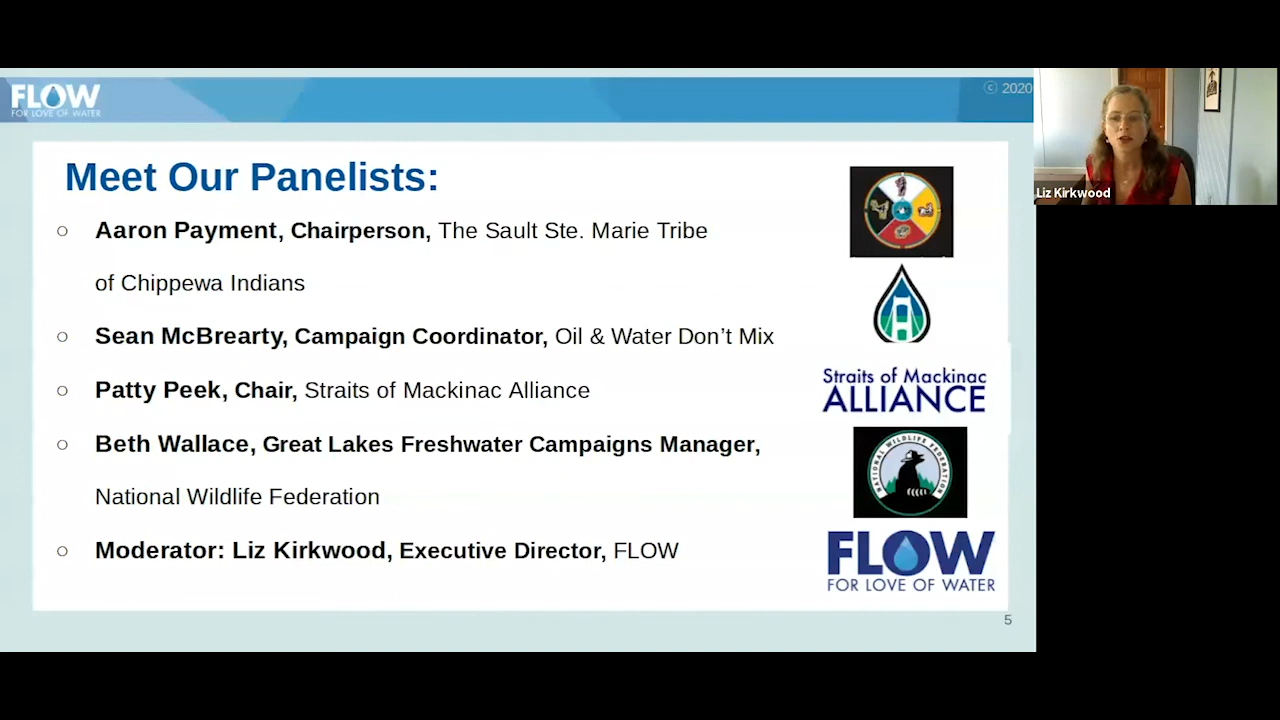 FLOW
FOR LOVE OF WATER
© 2020
Liz Kirkwood
Meet Our Panelists:
○ Aaron Payment, Chairperson, The Sault Ste. Marie Tribe
of Chippewa Indians
○ Sean McBrearty, Campaign Coordinator, Oil & Water Don't Mix
○ Patty Peek, Chair, Straits of Mackinac Alliance
○ Beth Wallace, Great Lakes Freshwater Campaigns Manager,
National Wildlife Federation
○ Moderator: Liz Kirkwood, Executive Director, FLOW
Straits of Mackinac
ALLIANCE
NATIONAL WILDLIFE FEDERATION
FLOW
FOR LOVE OF WATER
5